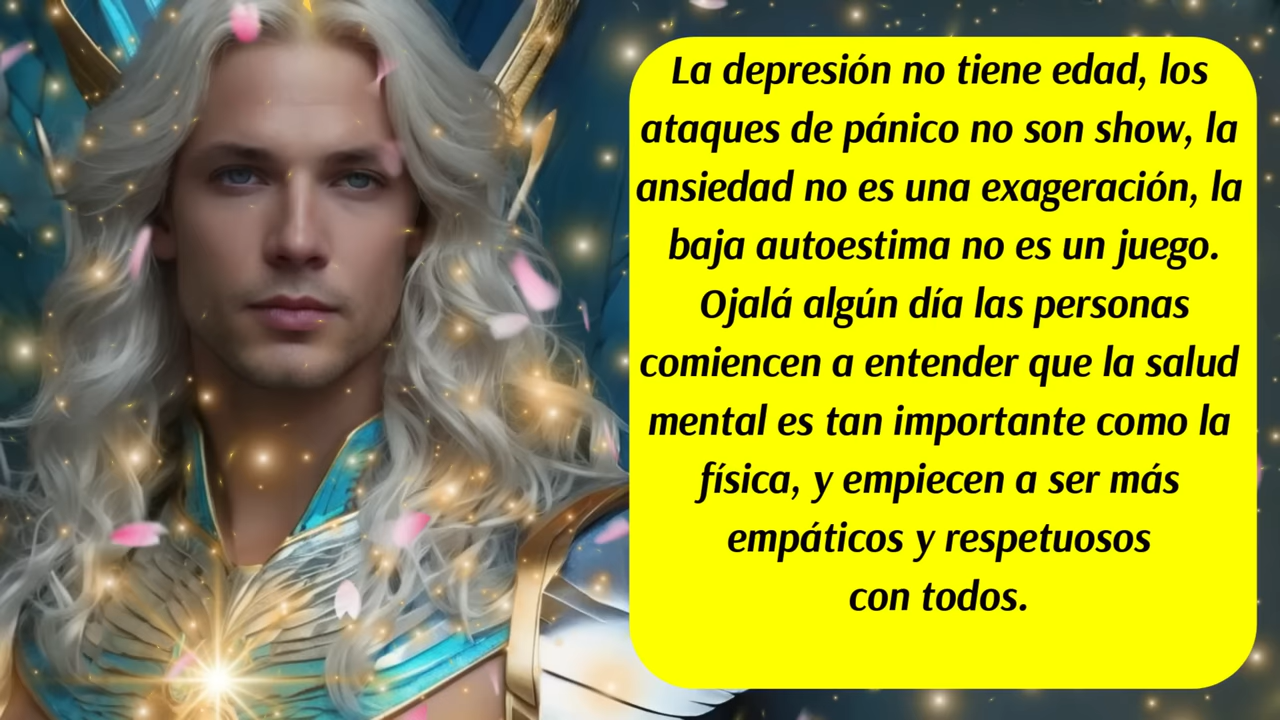 La depresión no tiene edad, los
ataques de pánico no son show, la
ansiedad no es una exageración, la
baja autoestima no es un juego.
Ojalá algún día las personas
comiencen a entender que la salud
mental es tan importante como la
física, y empiecen a ser más
empáticos y respetuosos
con todos.